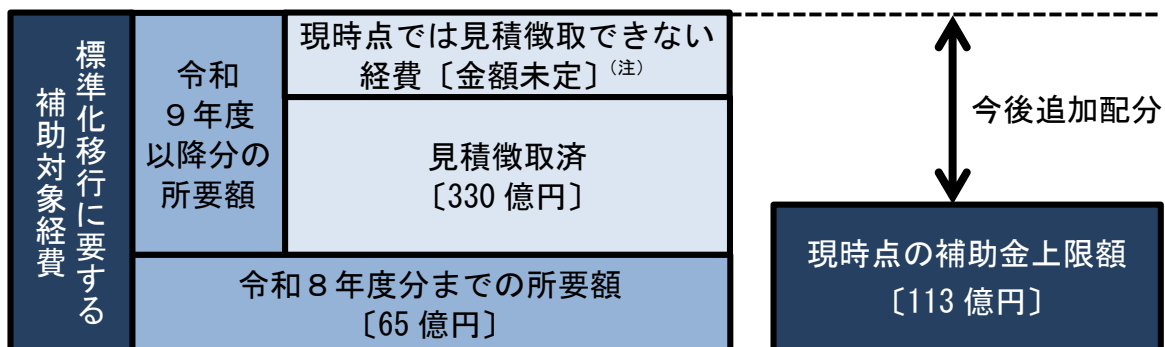 標準化移行に要する
補助対象経費
令和
９年度
以降分の
所要額
現時点では見積徴取できない
経費〔金額未定〕(注)
見積徴取済
〔330 億円〕
令和８年度分までの所要額
〔65 億円〕
今後追加配分
現時点の補助金上限額
〔113 億円〕